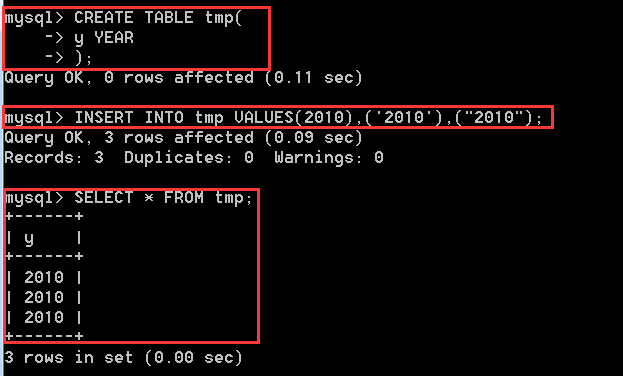 mysql> CREATE TABLE tmp(
    -> y YEAR
    -> );
Query OK, 0 rows affected (0.11 sec)
mysql> INSERT INTO tmp VALUES(2010),('2010'),("2010");
Query OK, 3 rows affected (0.09 sec)
Records: 3  Duplicates: 0  Warnings: 0
mysql> SELECT * FROM tmp;
+------+
| y    |
+------+
| 2010 |
| 2010 |
| 2010 |
+------+
3 rows in set (0.00 sec)